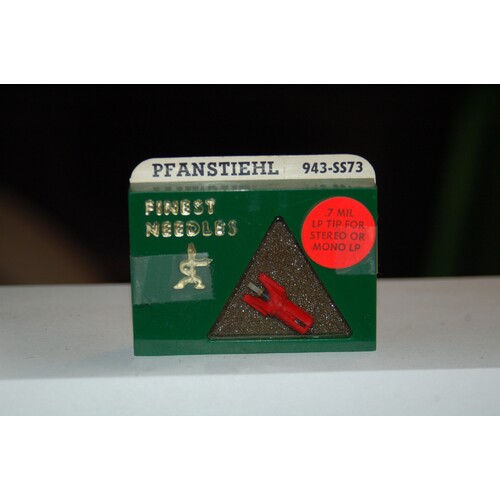 PFANSTIEHL 943-SS73
FINEST
NEEDLES
.7 MIL
LP TIP FOR
STEREO OR
MONO LP